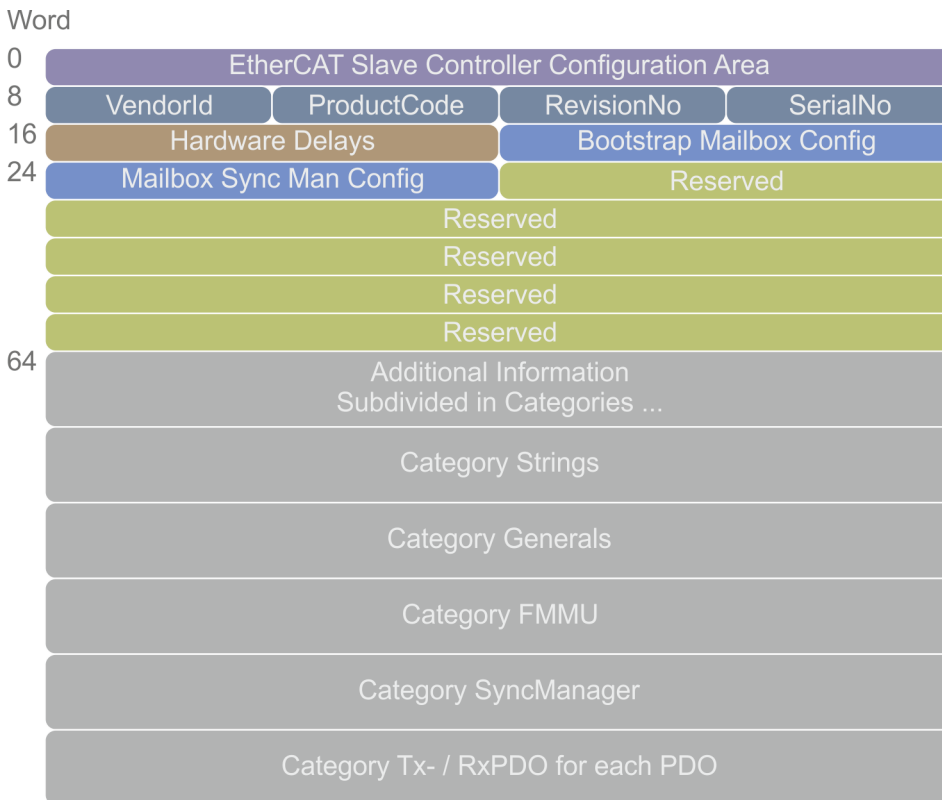 Word
0
EtherCAT Slave Controller Configuration Area
8
VendorId ProductCode RevisionNo SerialNo
16
Hardware Delays Bootstrap Mailbox Config
24
Mailbox Sync Man Config Reserved
Reserved
Reserved
Reserved
Reserved
64
Additional Information
Subdivided in Categories ...
Category Strings
Category Generals
Category FMMU
Category SyncManager
Category Tx- / RxPDO for each PDO